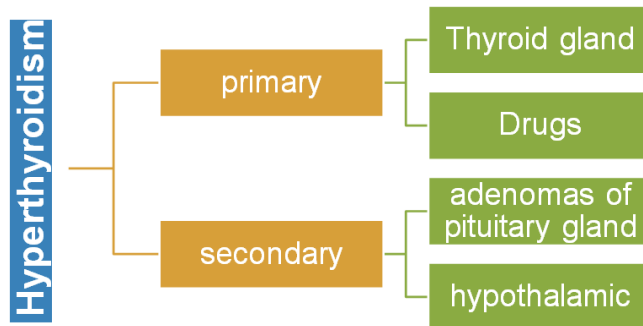 Hyperthyroidism
primary
Thyroid gland
Drugs
secondary
adenomas of
pituitary gland
hypothalamic